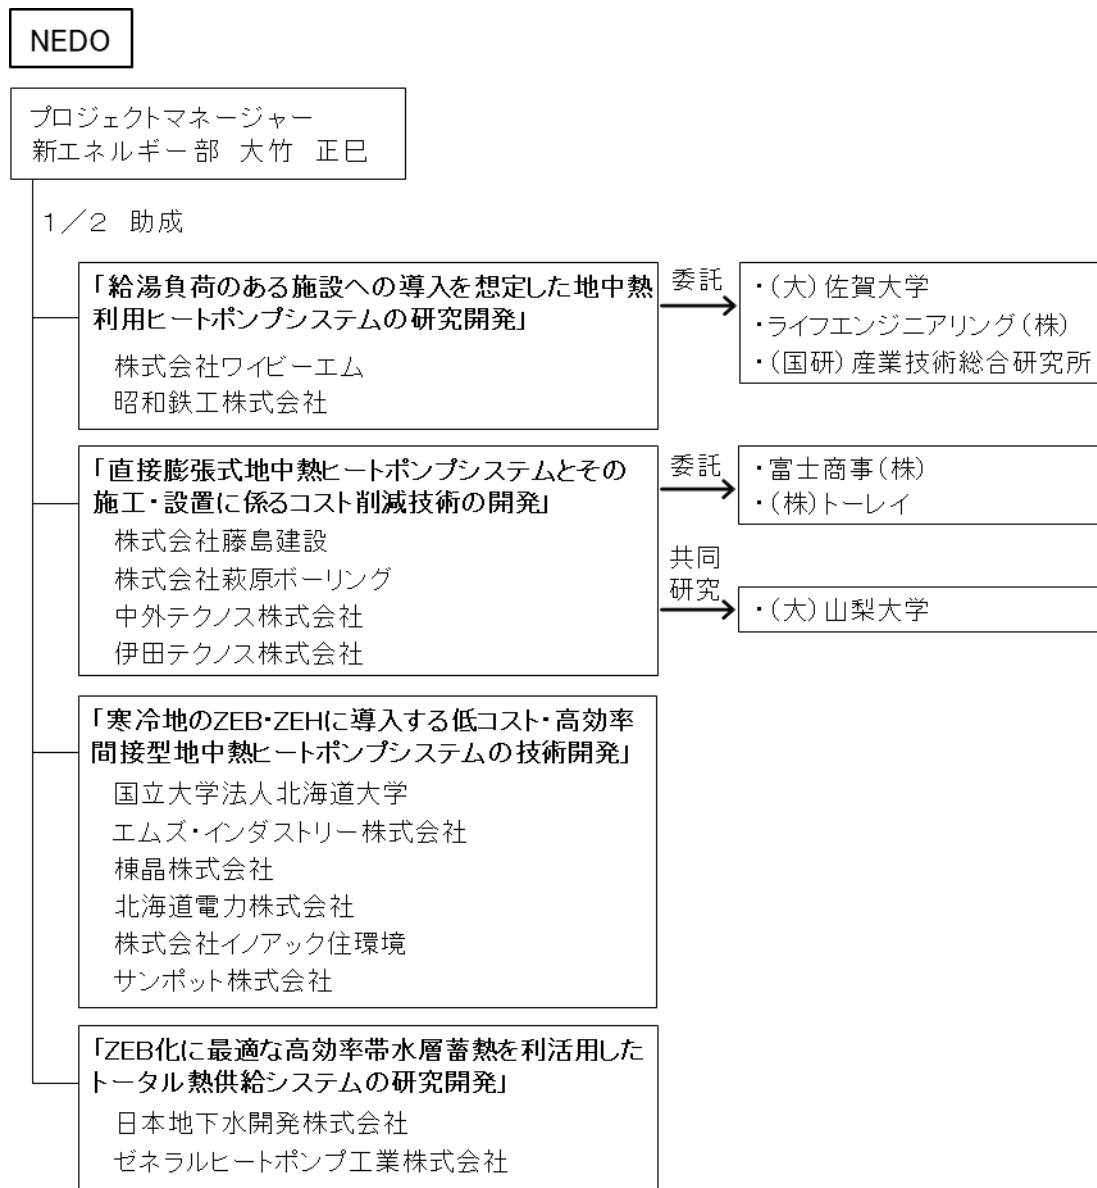 NEDO
プロジェクトマネージャー
新エネルギー部 大竹 正巳
1/2 助成
「給湯負荷のある施設への導入を想定した地中熱
利用ヒートポンプシステムの研究開発」
株式会社ワイビーエム
昭和鉄工株式会社
委託
・(大)佐賀大学
・ライフエンジニアリング(株)
・(国研)産業技術総合研究所
「直接膨張式地中熱ヒートポンプシステムとその
施工・設置に係るコスト削減技術の開発」
株式会社藤島建設
株式会社萩原ボーリング
中外テクノス株式会社
伊田テクノス株式会社
委託
・富士商事(株)
・(株)トーレイ
共同
研究
・(大)山梨大学
「寒冷地のZEB・ZEHに導入する低コスト・高効率
間接型地中熱ヒートポンプシステムの技術開発」
国立大学法人北海道大学
エムズ・インダストリー株式会社
棟晶株式会社
北海道電力株式会社
株式会社イノアック住環境
サンポット株式会社
「ZEB化に最適な高効率帯水層蓄熱を利活用した
トータル熱供給システムの研究開発」
日本地下水開発株式会社
ゼネラルヒートポンプ工業株式会社